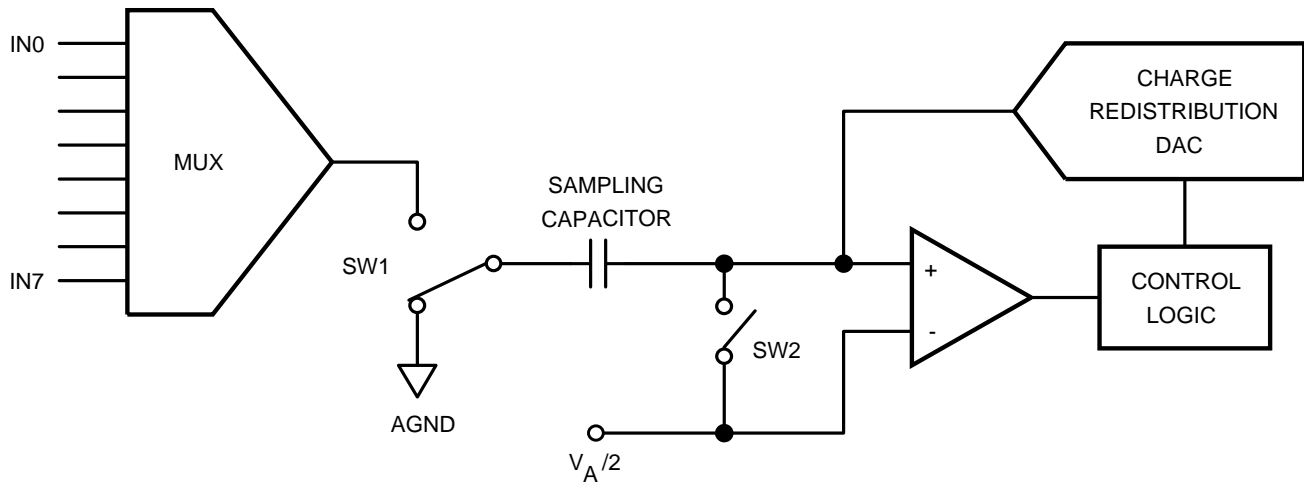 IN0
MUX
IN7
SW1
AGND
SAMPLING
CAPACITOR
SW2
V_A/2
+
-
CHARGE
REDISTRIBUTION
DAC
CONTROL
LOGIC